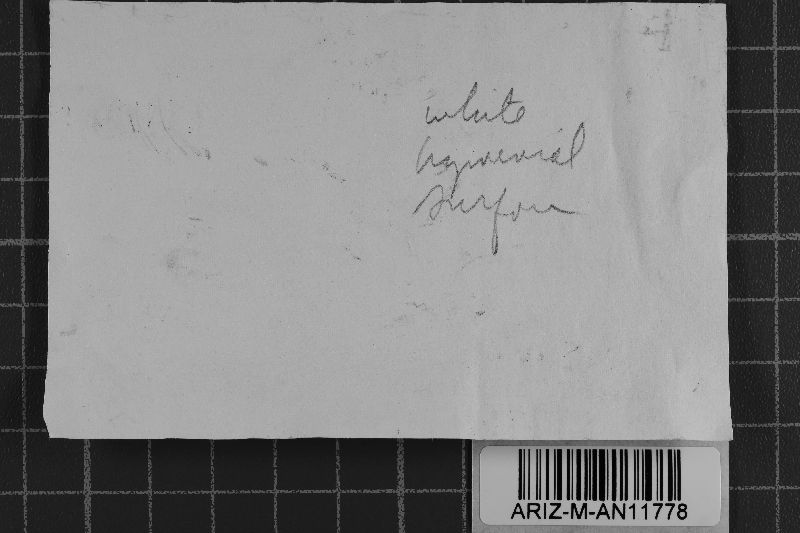 white
hymenial
surface
ARIZ-M-AN11778